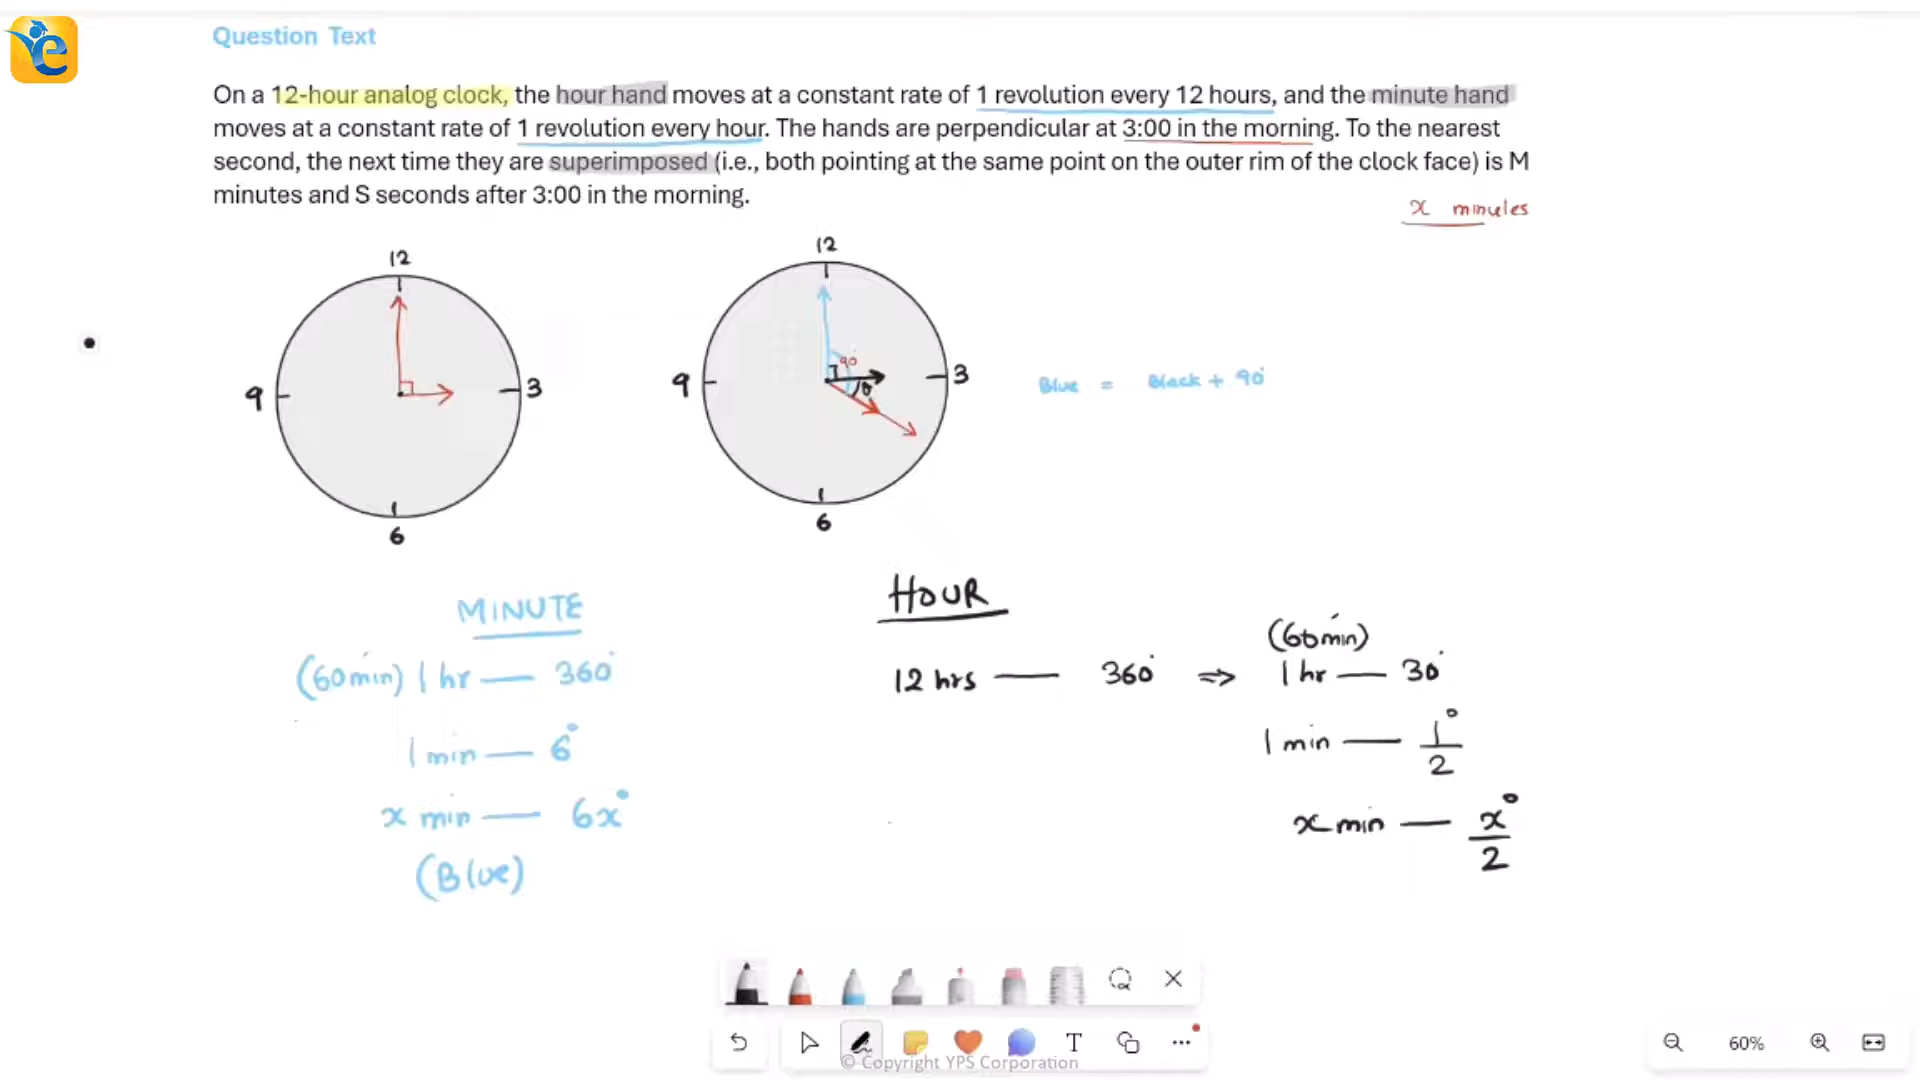 Question Text
On a 12-hour analog clock, the hour hand moves at a constant rate of 1 revolution every 12 hours, and the minute hand
moves at a constant rate of 1 revolution every hour. The hands are perpendicular at 3:00 in the morning. To the nearest
second, the next time they are superimposed (i.e., both pointing at the same point on the outer rim of the clock face) is M
minutes and S seconds after 3:00 in the morning.
x minutes
12
9
3
6
12
9
3
6
90°
θ
Blue = Black + 90°
MINUTE
(60min) 1 hr — 360°
1 min — 6°
x min — 6x°
(Blue)
HOUR
12 hrs — 360° ⇒
(60min)
1 hr — 30°
1 min — 1°/2
x min — x°/2
T
60%
© Copyright YPS Corporation